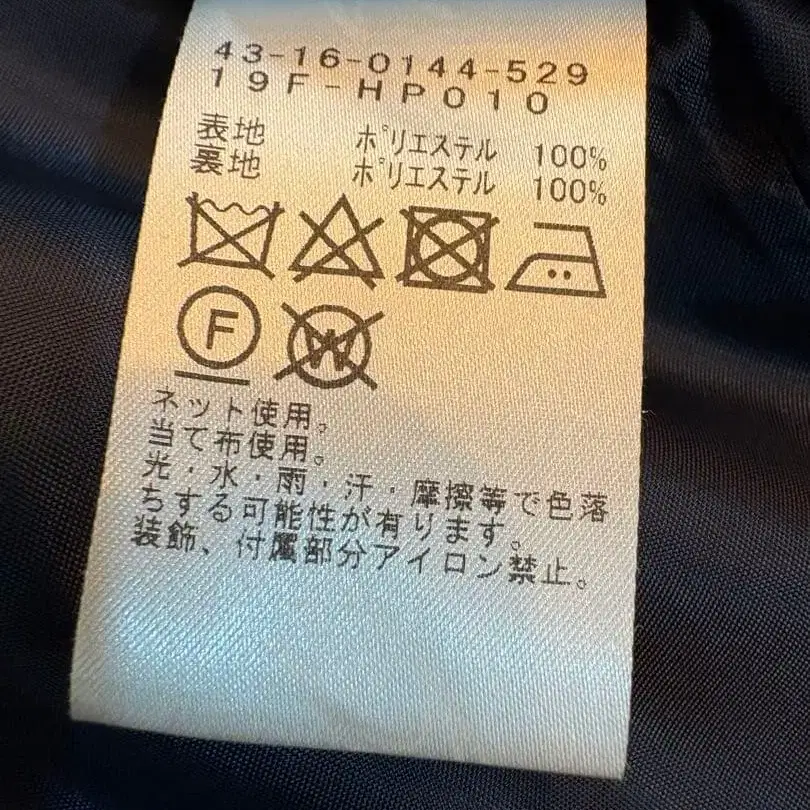 43-16-0144-529
19F-HP010
表地 ポリエステル 100%
裏地 ポリエステル 100%
F W
ネット使用。
当て布使用。
光・水・雨・汗・摩擦等で色落
ちする可能性が有ります。
装飾、付属部分アイロン禁止。